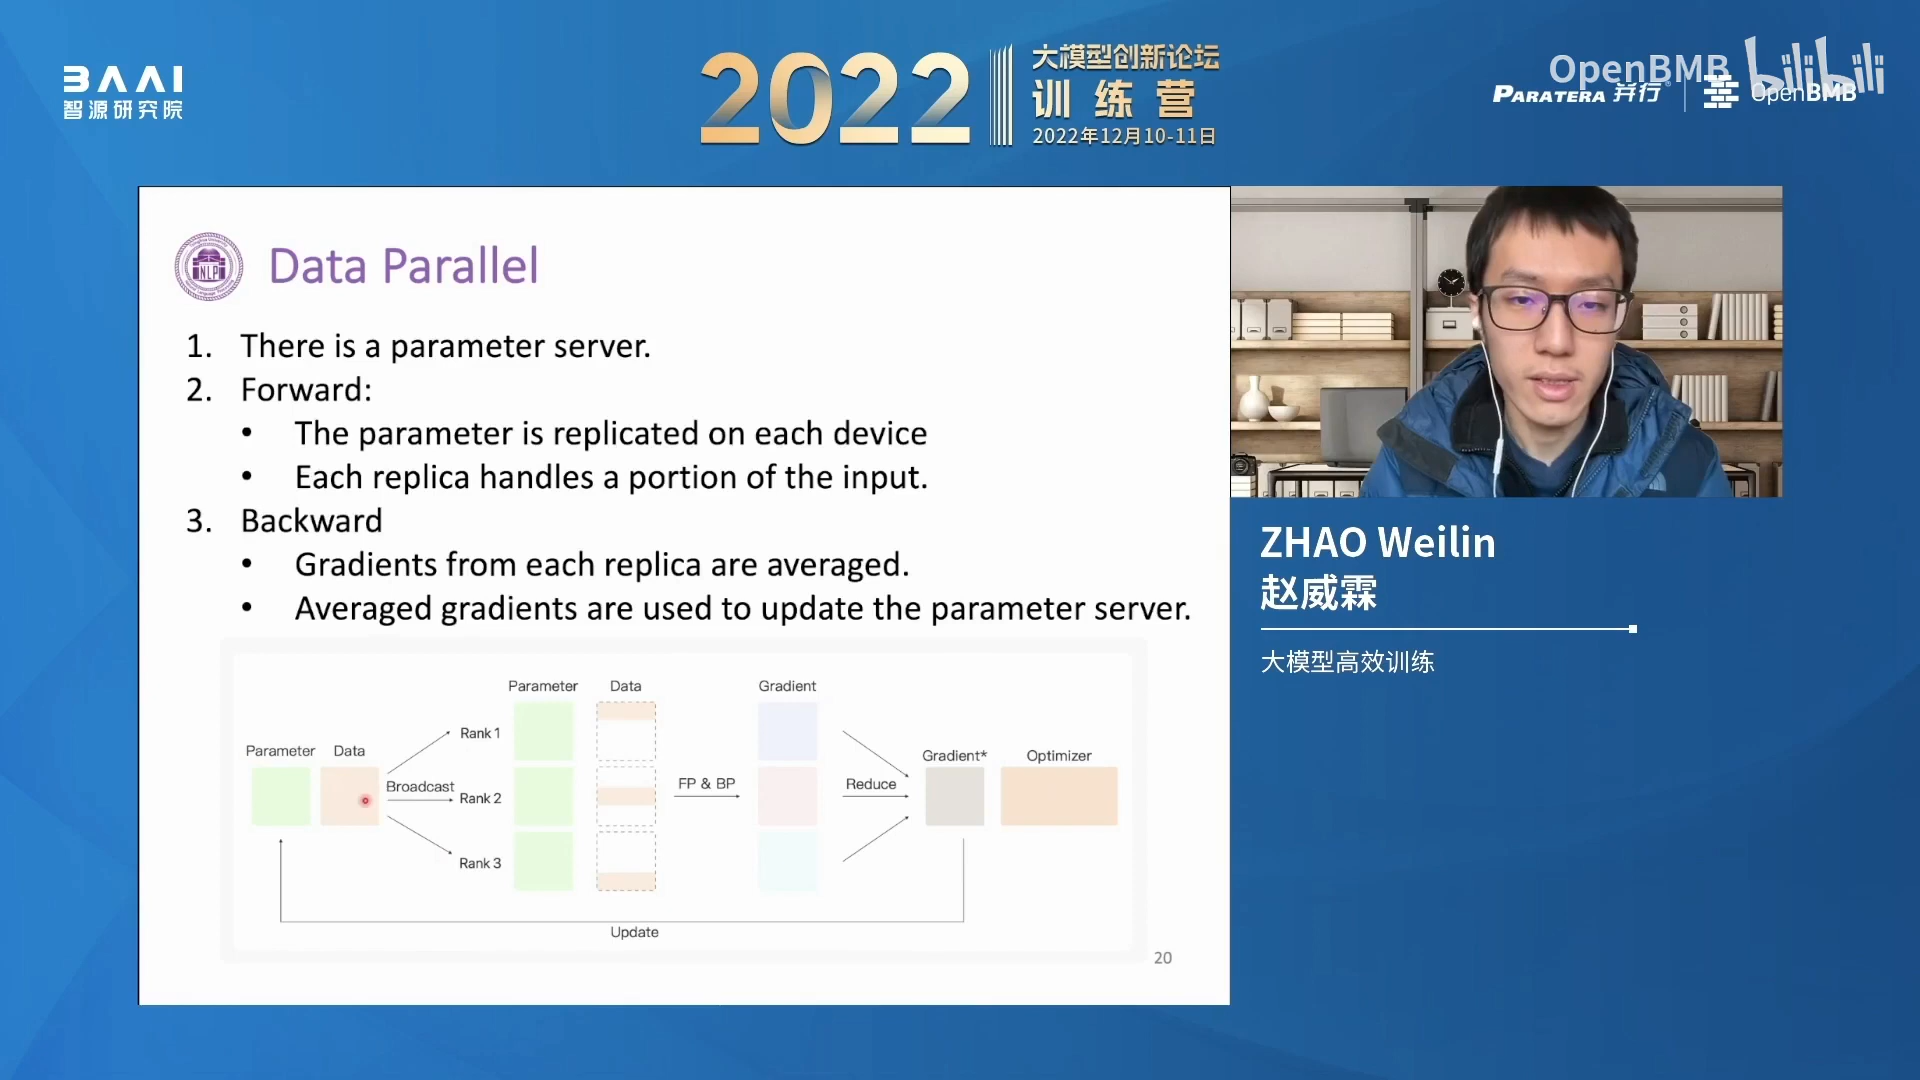 BAAI
智源研究院
2022
大模型创新论坛
训练营
2022年12月10-11日
OpenBMB bilibili
PARATERA 并行 OpenBMB
NLP
Data Parallel
1. There is a parameter server.
2. Forward:
• The parameter is replicated on each device
• Each replica handles a portion of the input.
3. Backward
• Gradients from each replica are averaged.
• Averaged gradients are used to update the parameter server.
Parameter Data Gradient
Rank 1
Parameter Data
Gradient* Optimizer
Broadcast
Rank 2
FP & BP
Reduce
Rank 3
Update
20
ZHAO Weilin
赵威霖
大模型高效训练